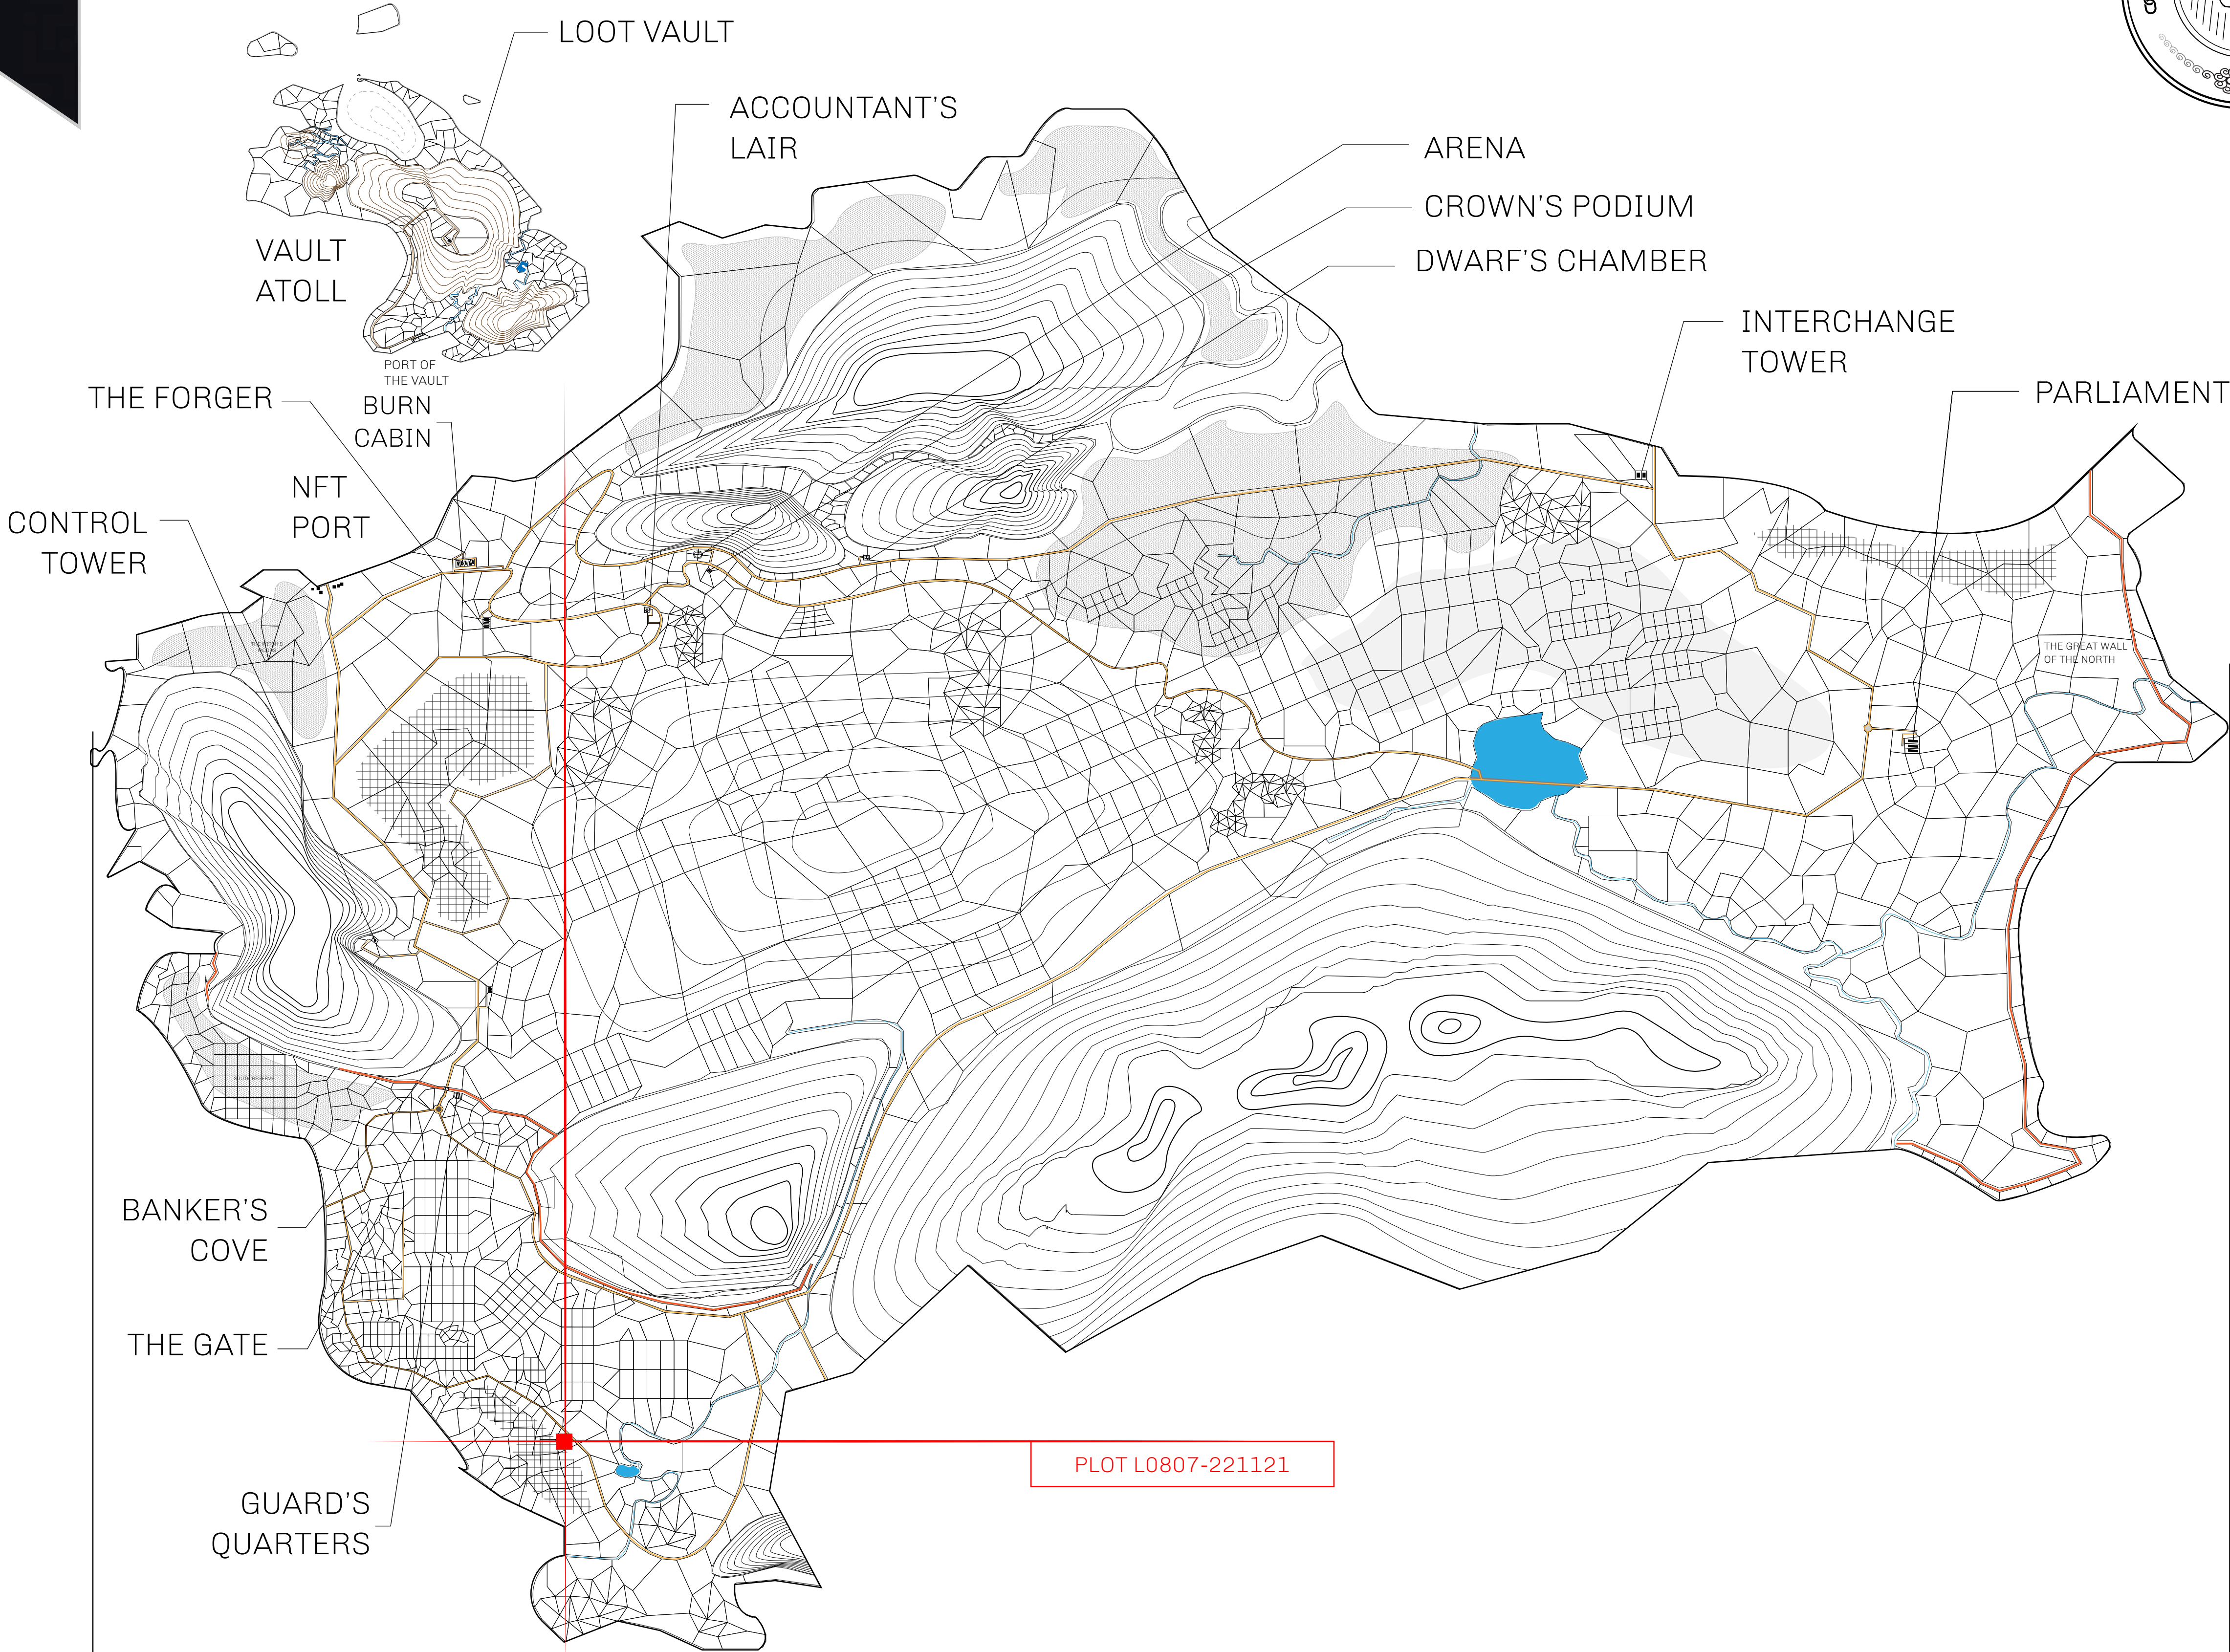 LOOT VAULT
ACCOUNTANT'S
LAIR
ARENA
CROWN'S PODIUM
DWARF'S CHAMBER
VAULT
ATOLL
INTERCHANGE
TOWER
PORT OF
THE VAULT
THE FORGER
BURN
CABIN
PARLIAMENT
NFT
PORT
CONTROL
TOWER
THE GREAT WALL
OF THE NORTH
SOUTH RESERVE
BANKER'S
COVE
THE GATE
PLOT L0807-221121
GUARD'S
QUARTERS